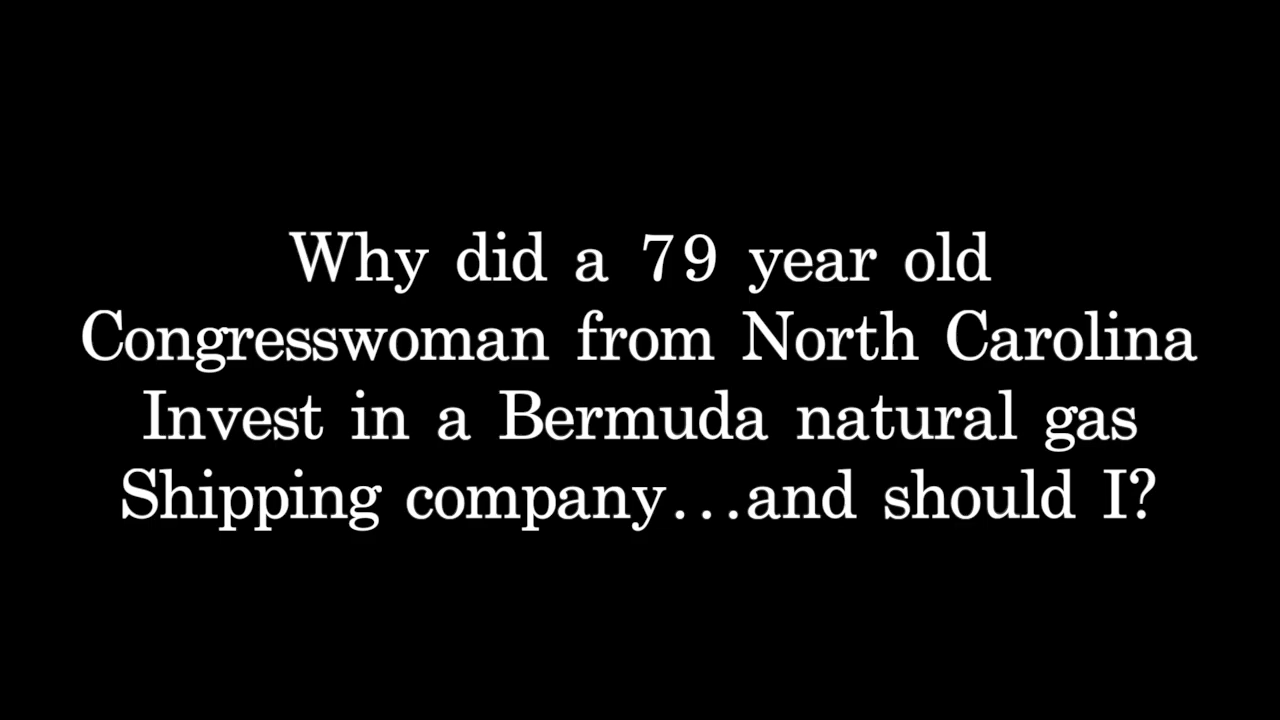 Why did a 79 year old
Congresswoman from North Carolina
Invest in a Bermuda natural gas
Shipping company...and should I?